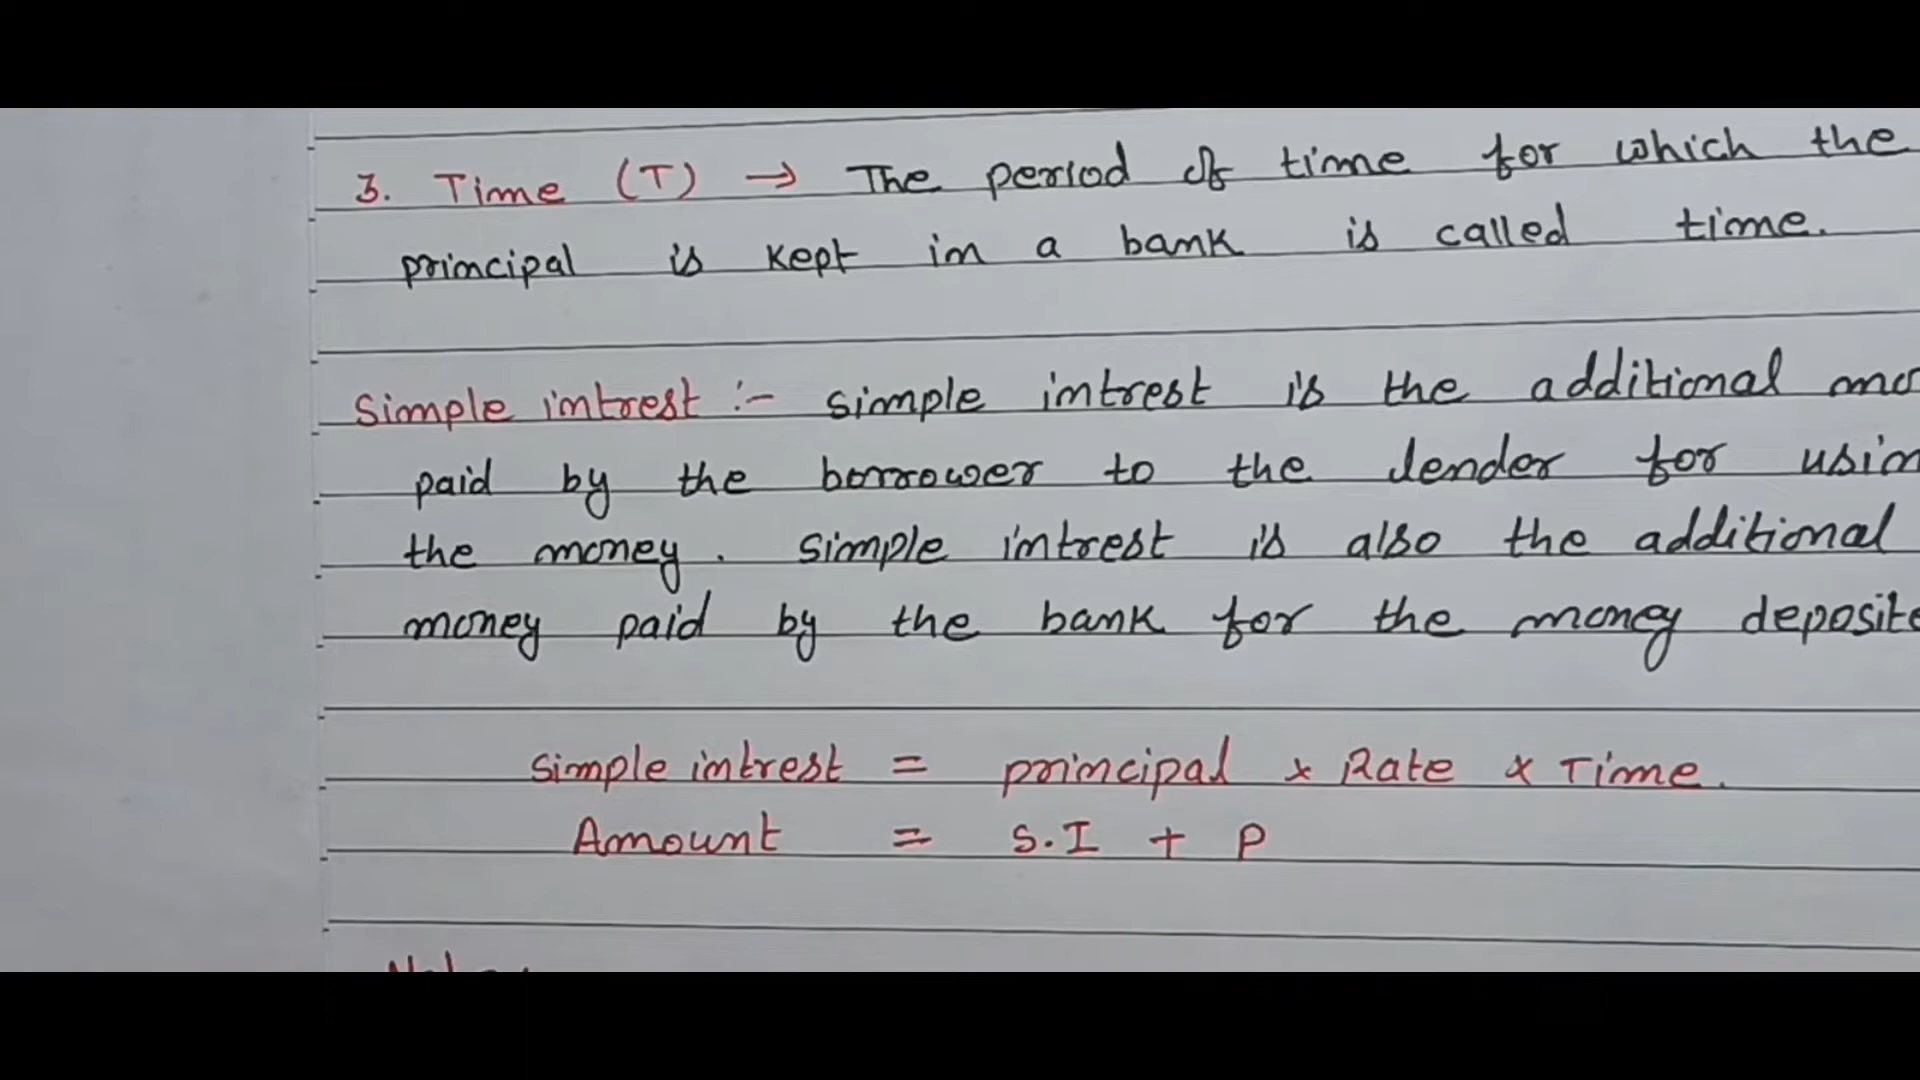 3. Time (T) → The period of time for which the
principal is kept in a bank is called time.
Simple intrest :- simple intrest is the additional
paid by the borrower to the lender for
the money. simple intrest is also the additional
money paid by the bank for the money
Simple intrest = principal × Rate × Time.
Amount = S.I + P